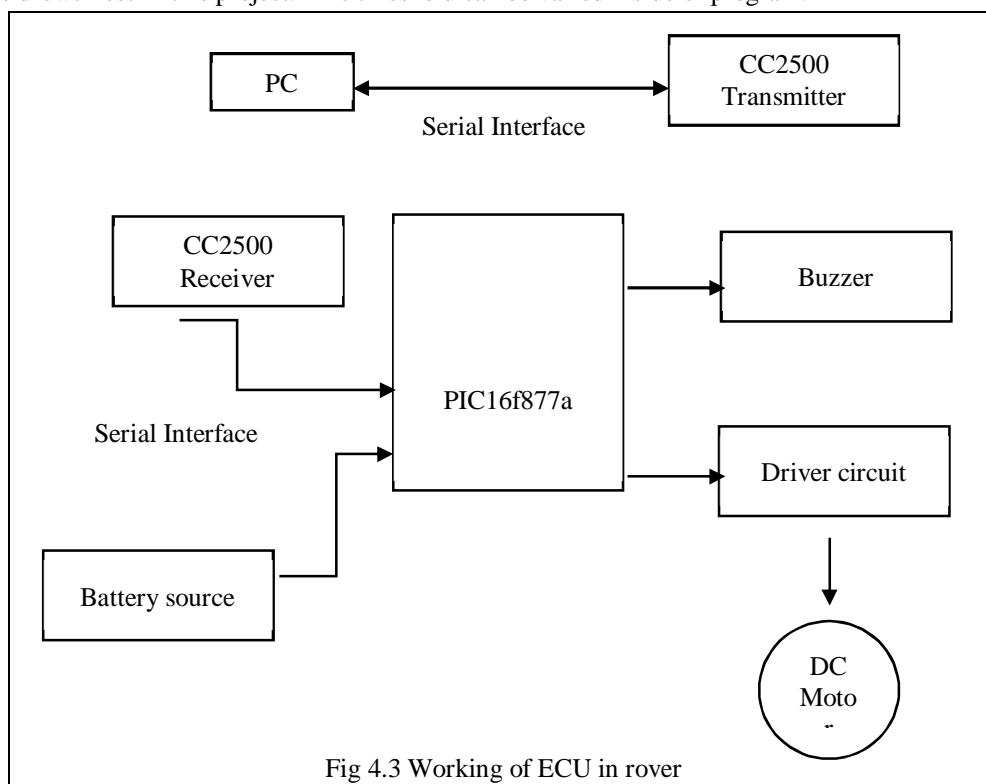 PC
CC2500
Transmitter
Serial Interface
CC2500
Receiver
Buzzer
PIC16f877a
Serial Interface
Driver circuit
Battery source
DC
Moto
r
Fig 4.3 Working of ECU in rover